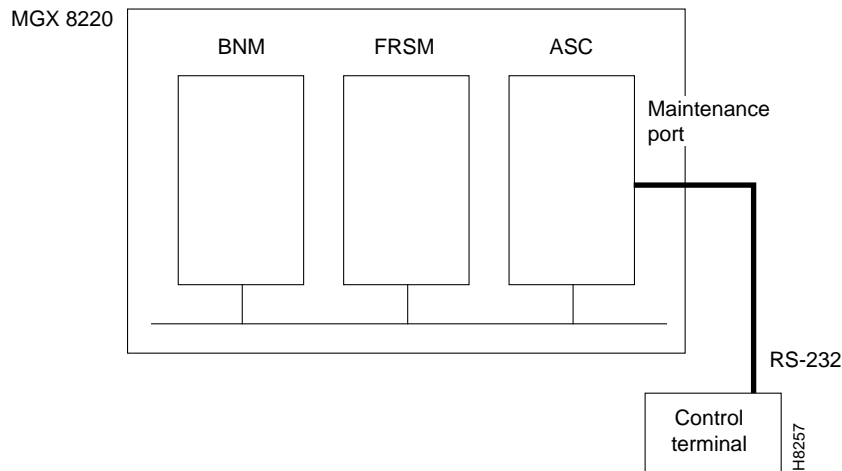 MGX 8220
BNM
FRSM
ASC
Maintenance
port
RS-232
Control
terminal
H8257